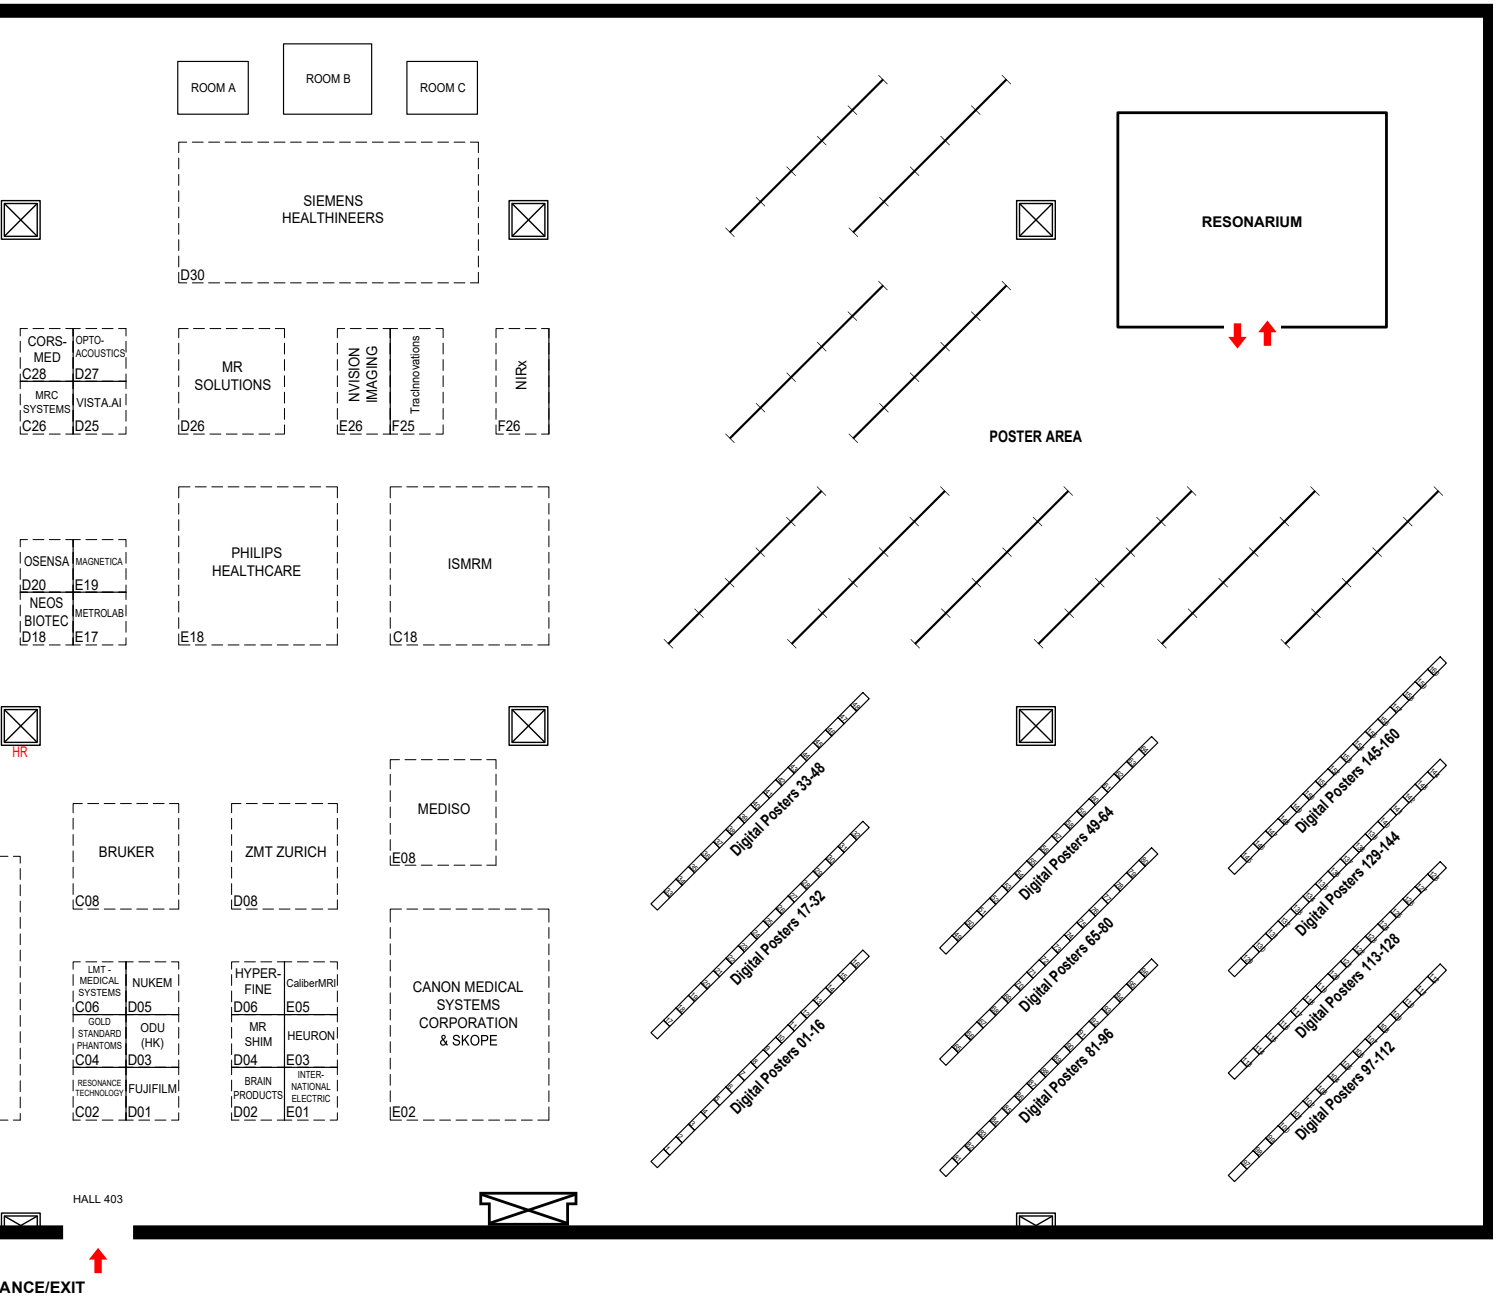 ROOM A
ROOM B
ROOM C
SIEMENS
HEALTHINEERS
D30
RESONARIUM
CORS-
MED
C28
OPTO-
ACOUSTICS
D27
MRC
SYSTEMS
C26
VISTA.AI
D25
MR
SOLUTIONS
D26
NVISION
IMAGING
E26
TracInnovations
F25
NIRx
F26
POSTER AREA
OSENSA
D20
MAGNETICA
E19
NEOS
BIOTEC
D18
METROLAB
E17
PHILIPS
HEALTHCARE
E18
ISMRM
C18
HR
BRUKER
C08
ZMT ZURICH
D08
MEDISO
E08
LMT -
MEDICAL
SYSTEMS
C06
NUKEM
D05
GOLD
STANDARD
PHANTOMS
C04
ODU
(HK)
D03
RESONANCE
TECHNOLOGY
C02
FUJIFILM
D01
HYPER-
FINE
D06
CaliberMRI
E05
MR
SHIM
D04
HEURON
E03
BRAIN
PRODUCTS
D02
INTER-
NATIONAL
ELECTRIC
E01
CANON MEDICAL
SYSTEMS
CORPORATION
& SKOPE
E02
Digital Posters 33-48
Digital Posters 17-32
Digital Posters 01-16
Digital Posters 49-64
Digital Posters 65-80
Digital Posters 81-96
Digital Posters 145-160
Digital Posters 129-144
Digital Posters 113-128
Digital Posters 97-112
HALL 403
ANCE/EXIT